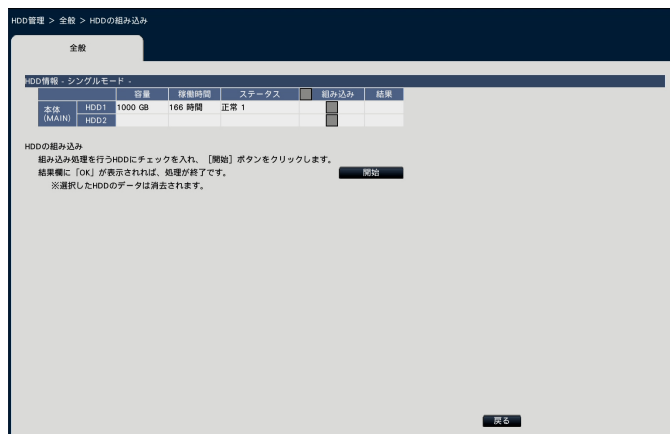 HDD管理 > 全般 > HDDの組み込み
全般
HDD情報 - シングルモード -
容量 稼働時間 ステータス 組み込み 結果
本体 (MAIN) HDD1 1000 GB 166 時間 正常 1
HDD2
HDDの組み込み
組み込み処理を行うHDDにチェックを入れ、［開始］ボタンをクリックします。
結果欄に「OK」が表示されれば、処理が終了です。 開始
※選択したHDDのデータは消去されます。
戻る